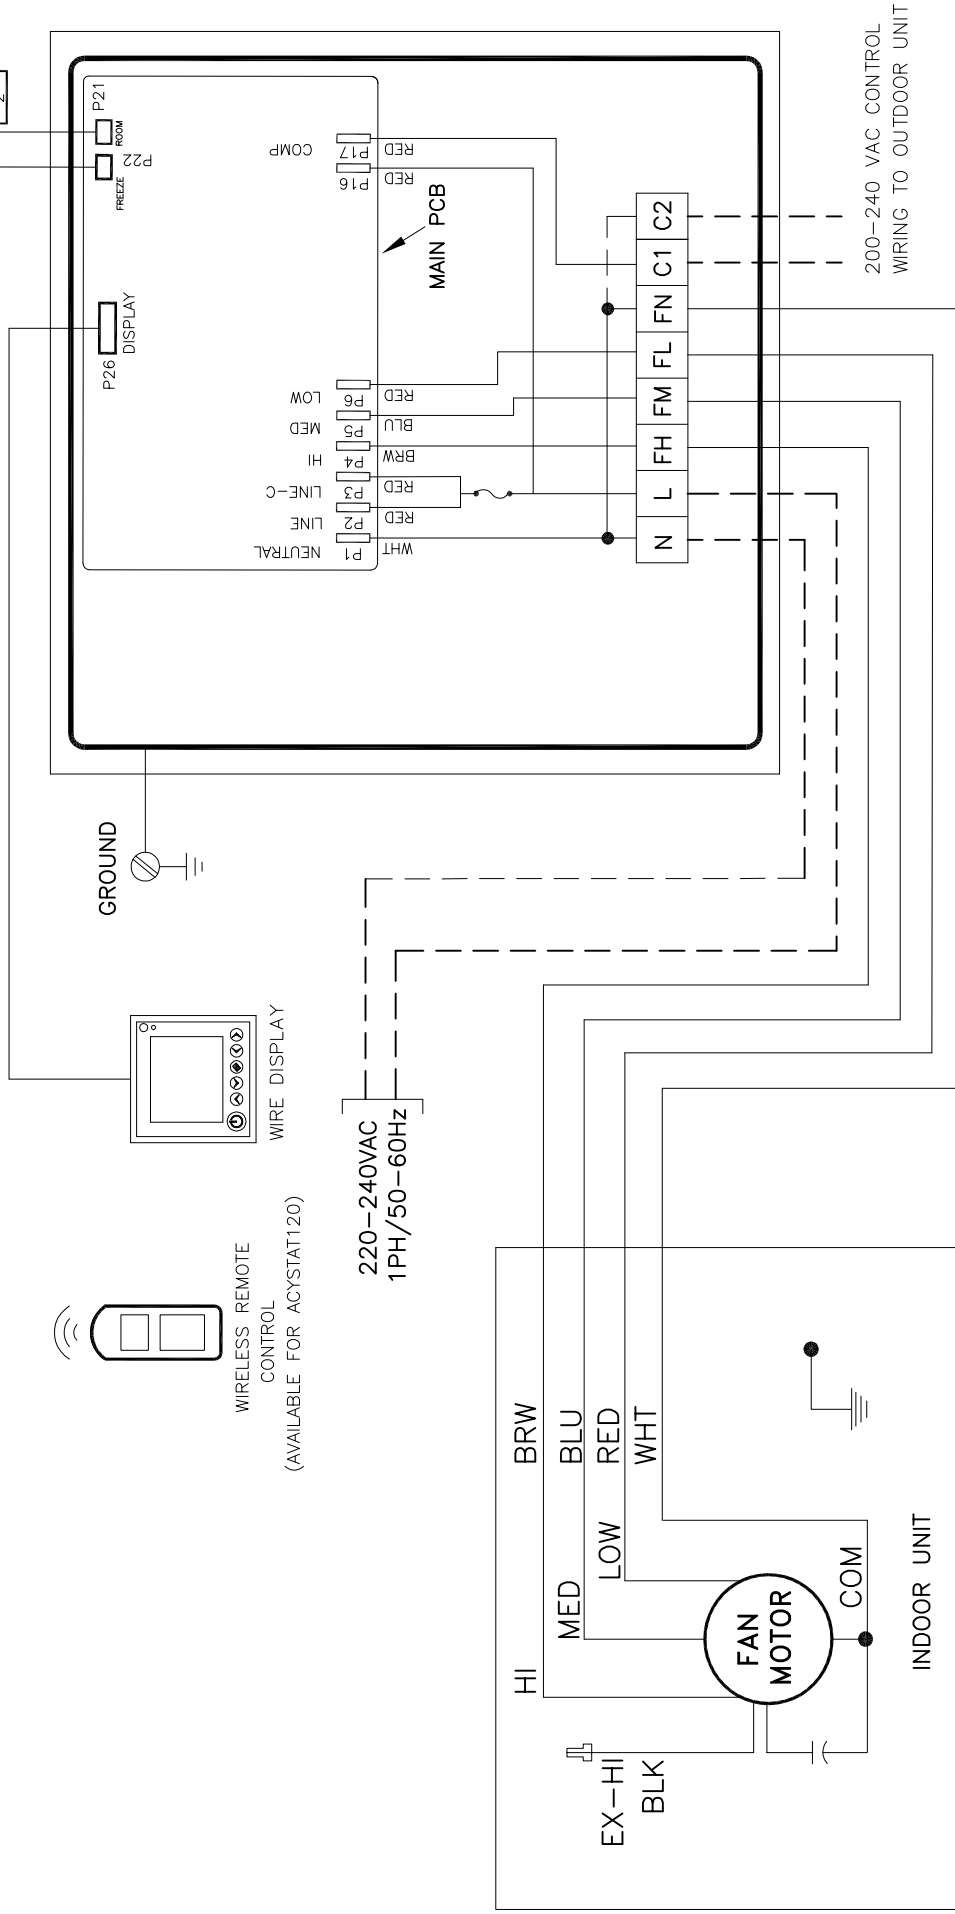 2
P21
ROOM
P22
FREEZE
P26
DISPLAY
COMP
P17
RED
P16
RED
MAIN PCB
LOW
P6
RED
MED
P5
BLU
HI
P4
BRW
LINE-C
P3
RED
LINE
P2
RED
NEUTRAL
P1
WHT
N
L
FH
FM
FL
FN
C1
C2
200-240 VAC CONTROL
WIRING TO OUTDOOR UNIT
GROUND
WIRE DISPLAY
220-240VAC
1PH/50-60Hz
WIRELESS REMOTE
CONTROL
(AVAILABLE FOR ACYSTAT120)
BRW
BLU
RED
WHT
HI
MED
LOW
COM
FAN
MOTOR
EX-HI
BLK
INDOOR UNIT